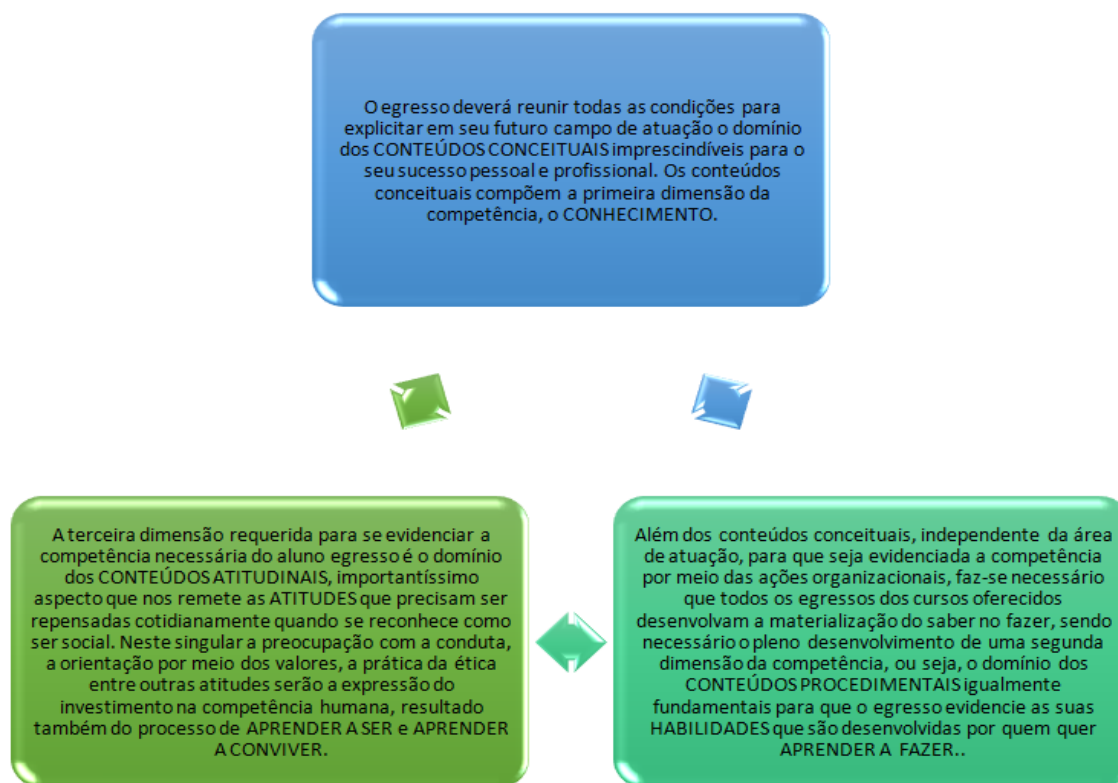 O egresso deverá reunir todas as condições para
explicitar em seu futuro campo de atuação o domínio
dos CONTEÚDOS CONCEITUAIS imprescindíveis para o
seu sucesso pessoal e profissional. Os conteúdos
conceituais compõem a primeira dimensão da
competência, o CONHECIMENTO.
A terceira dimensão requerida para se evidenciar a
competência necessária do aluno egresso é o domínio
dos CONTEÚDOS ATITUDINAIS, importantíssimo
aspecto que nos remete as ATITUDES que precisam ser
repensadas cotidianamente quando se reconhece como
ser social. Neste singular a preocupação com a conduta,
a orientação por meio dos valores, a prática da ética
entre outras atitudes serão a expressão do
investimento na competência humana, resultado
também do processo de APRENDER A SER e APRENDER
A CONVIVER.
Além dos conteúdos conceituais, independente da área
de atuação, para que seja evidenciada a competência
por meio das ações organizacionais, faz-se necessário
que todos os egressos dos cursos oferecidos
desenvolvam a materialização do saber no fazer, sendo
necessário o pleno desenvolvimento de uma segunda
dimensão da competência, ou seja, o domínio dos
CONTEÚDOS PROCEDIMENTAIS igualmente
fundamentais para que o egresso evidencie as suas
HABILIDADES que são desenvolvidas por quem quer
APRENDER A FAZER..